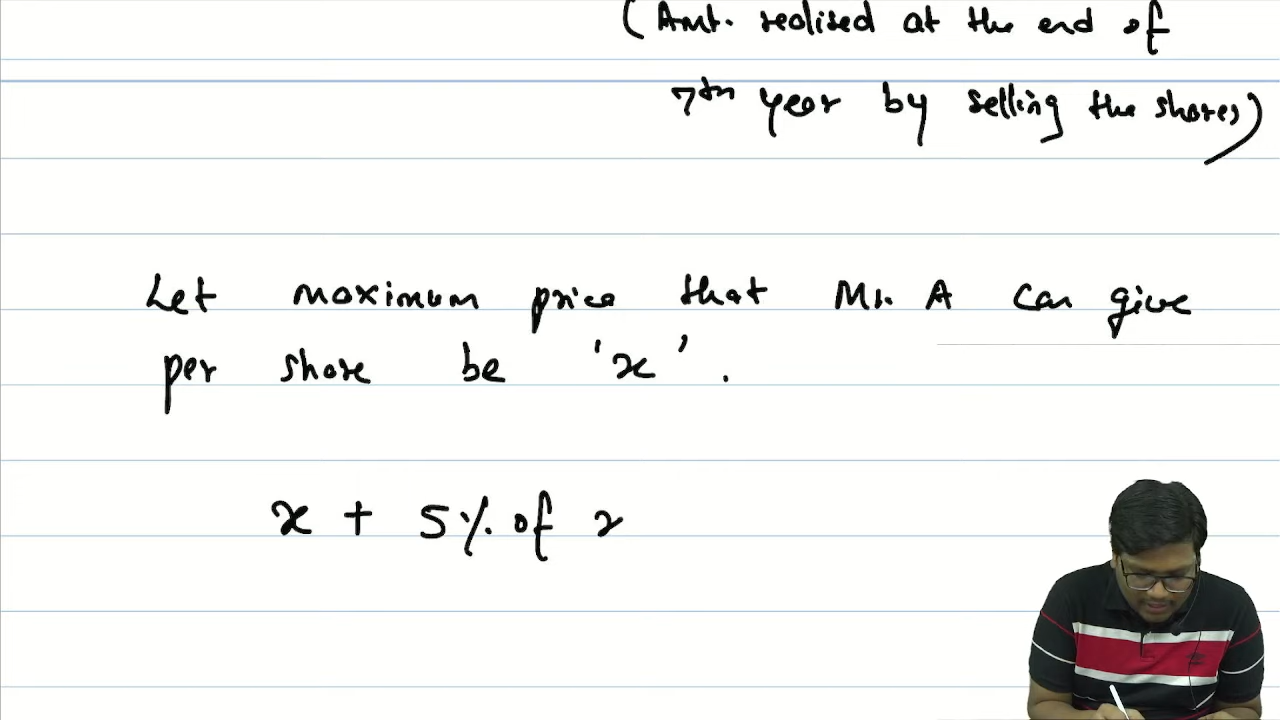 (Amt. realised at the end of
7th year by selling the shares)
Let maximum price that Mr. A can give
per share be 'x'.
x + 5% of x